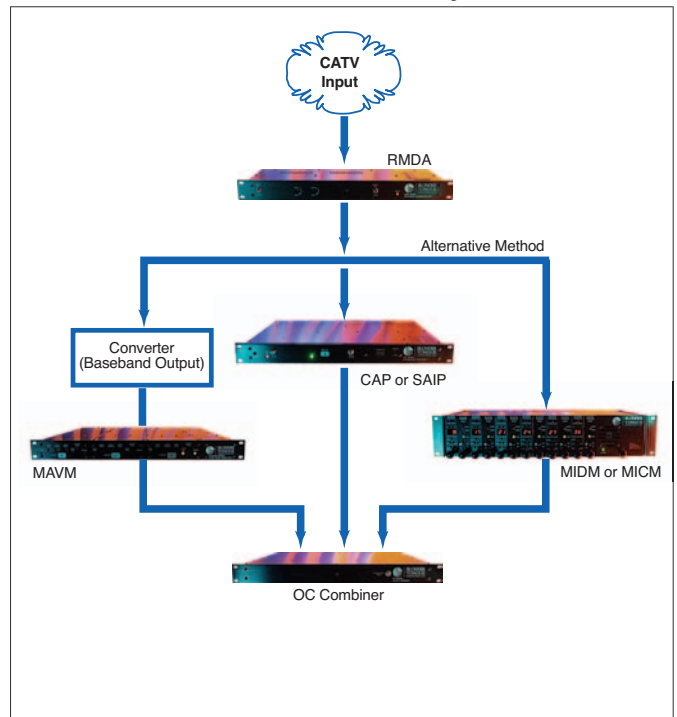 CATV
Input
RMDA
Alternative Method
Converter
(Baseband Output)
CAP or SAIP
MAVM
MIDM or MICM
OC Combiner